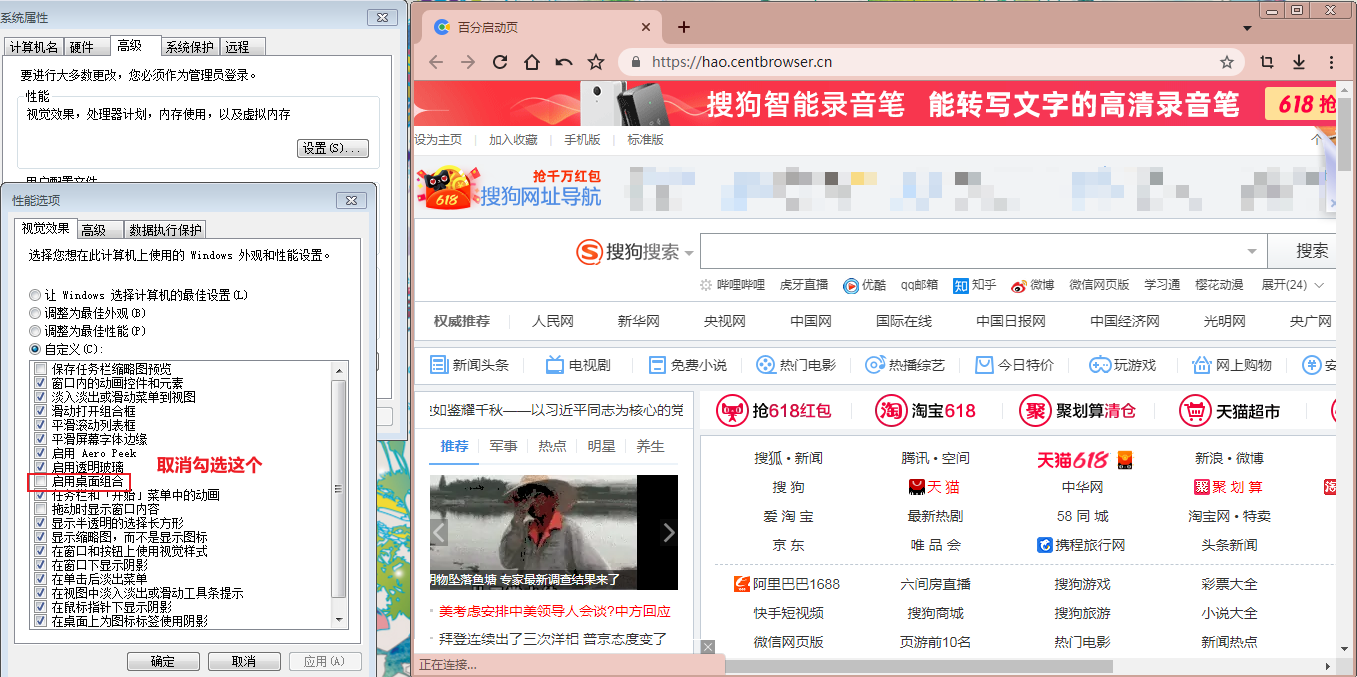 系统属性
计算机名 硬件 高级 系统保护 远程
要进行大多数更改，您必须作为管理员登录。
性能
视觉效果，处理器计划，内存使用，以及虚拟内存
设置(S)...
用户配置文件
性能选项
视觉效果 高级 数据执行保护
选择您想在此计算机上使用的 Windows 外观和性能设置。
让 Windows 选择计算机的最佳设置(L)
调整为最佳外观(B)
调整为最佳性能(P)
自定义(C):
保存任务栏缩略图预览
窗口内的动画控件和元素
淡入淡出或滑动菜单到视图
滑动打开组合框
平滑滚动列表框
平滑屏幕字体边缘
启用 Aero Peek
启用透明玻璃
取消勾选这个
启用桌面组合
任务栏和「开始」菜单中的动画
拖动时显示窗口内容
显示半透明的选择长方形
显示缩略图，而不是显示图标
在窗口和按钮上使用视觉样式
在窗口下显示阴影
在单击后淡出菜单
在视图中淡入淡出或滑动工具条提示
在鼠标指针下显示阴影
在桌面上为图标标签使用阴影
确定 取消 应用(A)
百分启动页
https://hao.centbrowser.cn
搜狗智能录音笔 能转写文字的高清录音笔 618 抢
设为主页 加入收藏 手机版 标准版
618
抢千万红包
搜狗网址导航
S 搜狗搜索 搜索
哔哩哔哩 虎牙直播 优酷 qq邮箱 知 知乎 微博 微信网页版 学习通 樱花动漫 展开(24)
权威推荐 人民网 新华网 央视网 中国网 国际在线 中国日报网 中国经济网 光明网 央广网
新闻头条 电视剧 免费小说 热门电影 热播综艺 今日特价 玩游戏 网上购物
如鉴耀千秋——以习近平同志为核心的党
抢618红包 淘 淘宝618 聚 聚划算清仓 天猫超市
推荐 军事 热点 明星 养生
搜狐·新闻 腾讯·空间 天猫618 新浪·微博
搜 狗 天 猫 中华网 聚 聚 划 算
爱 淘 宝 最新热剧 58 同 城 淘宝网·特卖
京 东 唯 品 会 携程旅行网 头条新闻
阿里巴巴1688 六间房直播 搜狗游戏 彩票大全
快手短视频 搜狗商城 搜狗旅游 小说大全
微信网页版 页游前10名 热门电影 新闻热点
物坠落鱼塘 专家最新调查结果来了
美考虑安排中美领导人会谈?中方回应
拜登连续出了三次洋相 普京态度变了
正在连接...